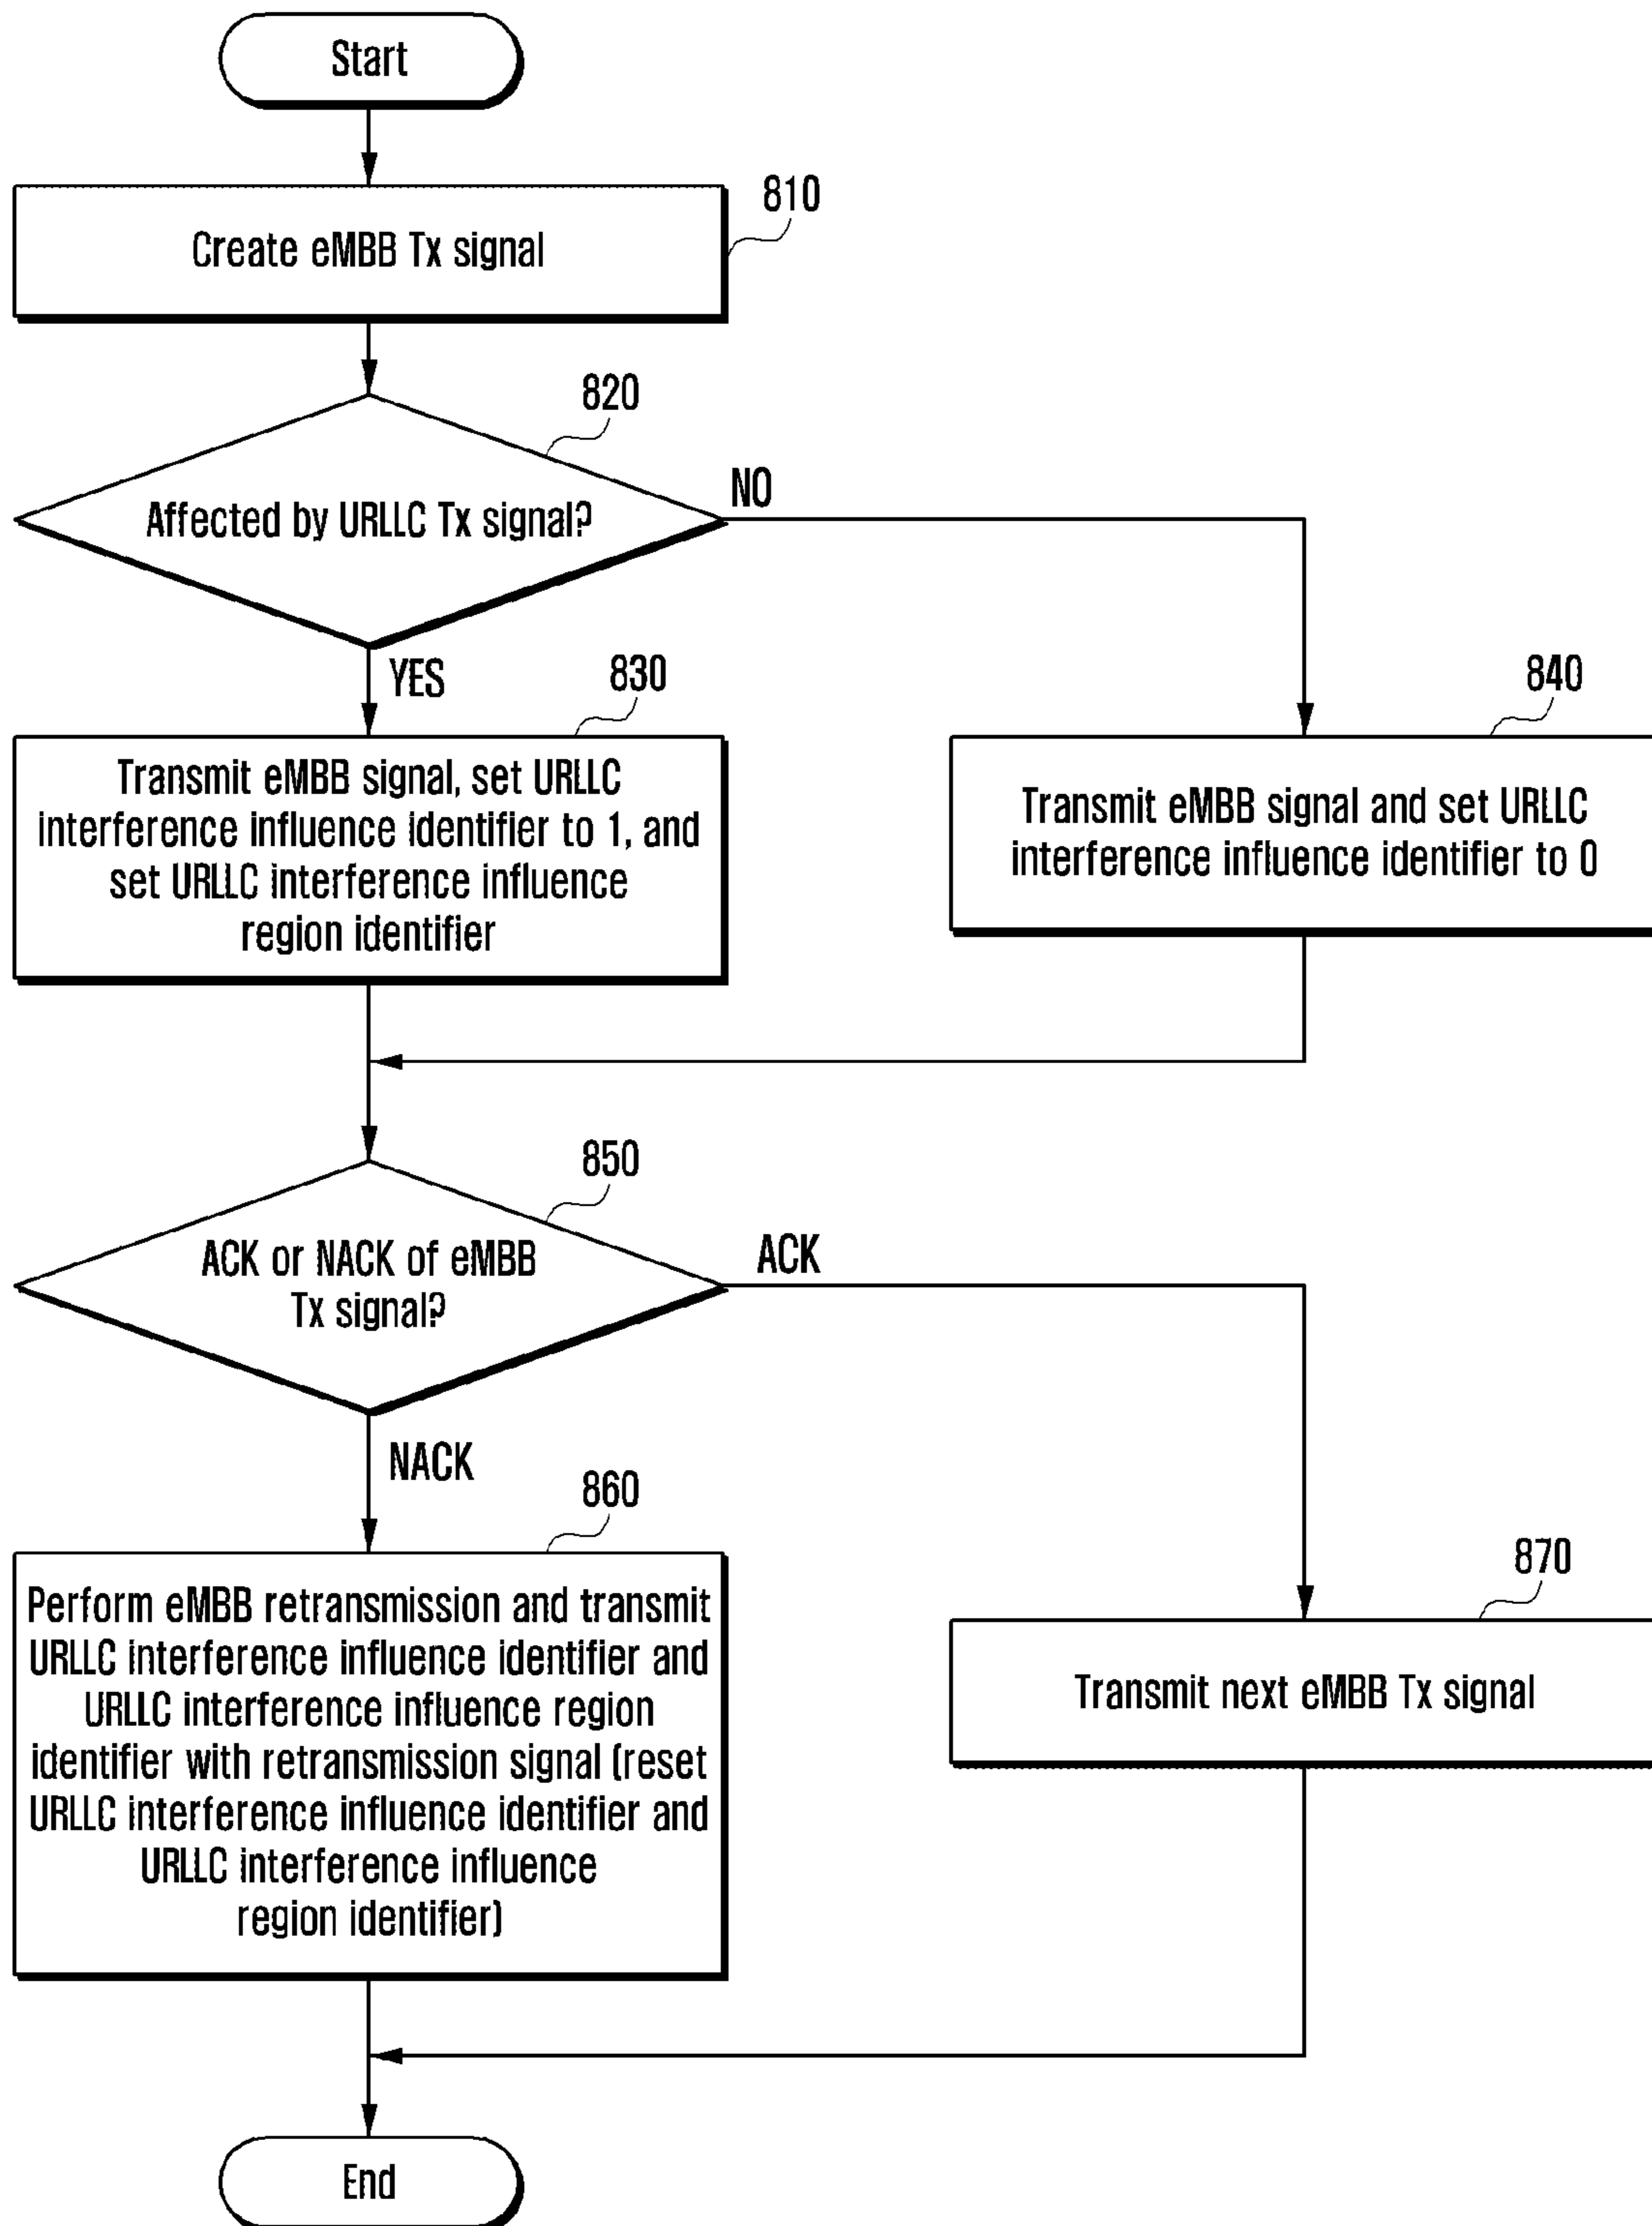 Start
810
Create eMBB Tx signal
820
Affected by URLLC Tx signal?
NO
YES
830
Transmit eMBB signal, set URLLC
interference influence identifier to 1, and
set URLLC interference influence
region identifier
840
Transmit eMBB signal and set URLLC
interference influence identifier to 0
850
ACK or NACK of eMBB
Tx signal?
ACK
NACK
860
Perform eMBB retransmission and transmit
URLLC interference influence identifier and
URLLC interference influence region
identifier with retransmission signal (reset
URLLC interference influence identifier and
URLLC interference influence
region identifier)
870
Transmit next eMBB Tx signal
End